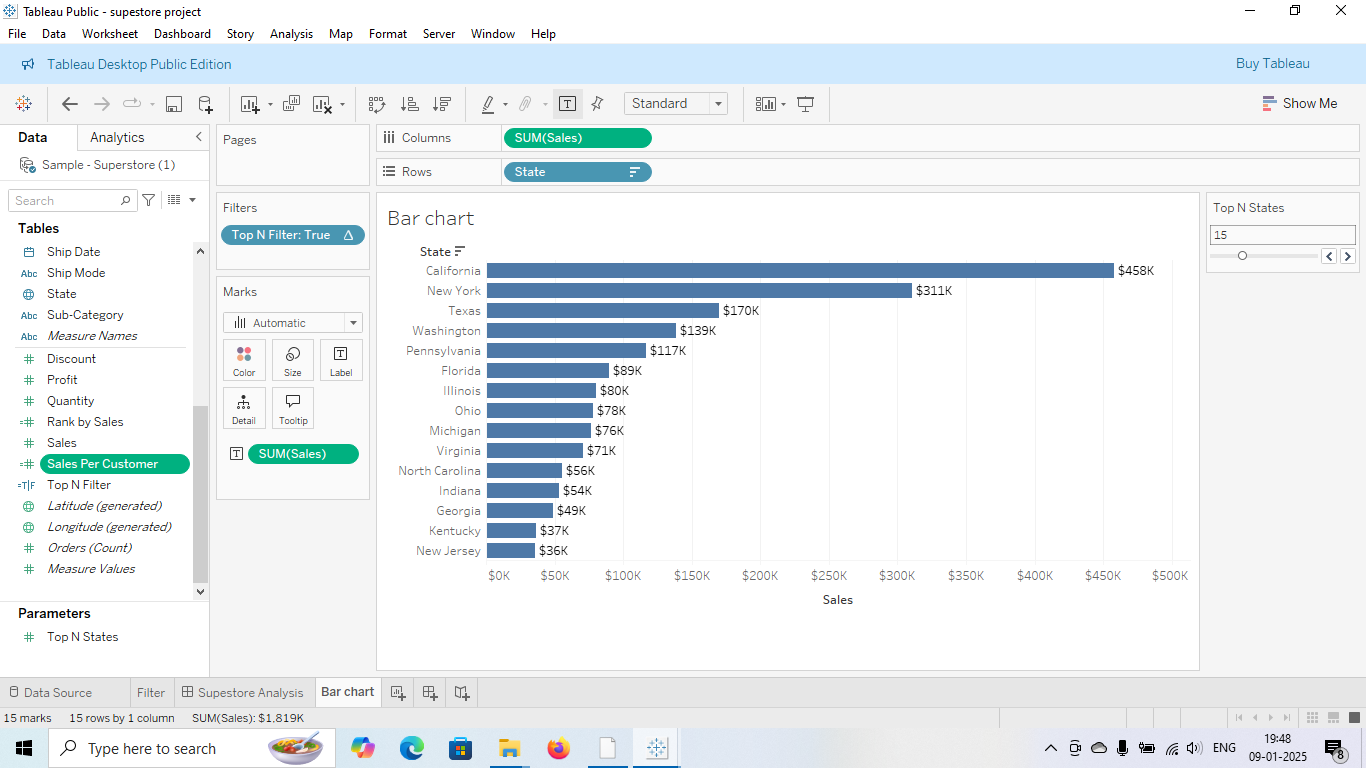 Tableau Public - supestore project
File Data Worksheet Dashboard Story Analysis Map Format Server Window Help
Tableau Desktop Public Edition
Buy Tableau
Standard
Show Me
Data
Analytics
Sample - Superstore (1)
Search
Tables
Ship Date
Abc Ship Mode
State
Abc Sub-Category
Abc Measure Names
Discount
Profit
Quantity
Rank by Sales
Sales
Sales Per Customer
Top N Filter
Latitude (generated)
Longitude (generated)
Orders (Count)
Measure Values
Parameters
Top N States
Pages
Filters
Top N Filter: True
Marks
Automatic
Color Size Label
Detail Tooltip
SUM(Sales)
Columns SUM(Sales)
Rows State
Bar chart
State
California $458K
New York $311K
Texas $170K
Washington $139K
Pennsylvania $117K
Florida $89K
Illinois $80K
Ohio $78K
Michigan $76K
Virginia $71K
North Carolina $56K
Indiana $54K
Georgia $49K
Kentucky $37K
New Jersey $36K
$0K $50K $100K $150K $200K $250K $300K $350K $400K $450K $500K
Sales
Top N States
15
Data Source Filter Supestore Analysis Bar chart
15 marks 15 rows by 1 column SUM(Sales): $1,819K
Type here to search
ENG
19:48
09-01-2025
8